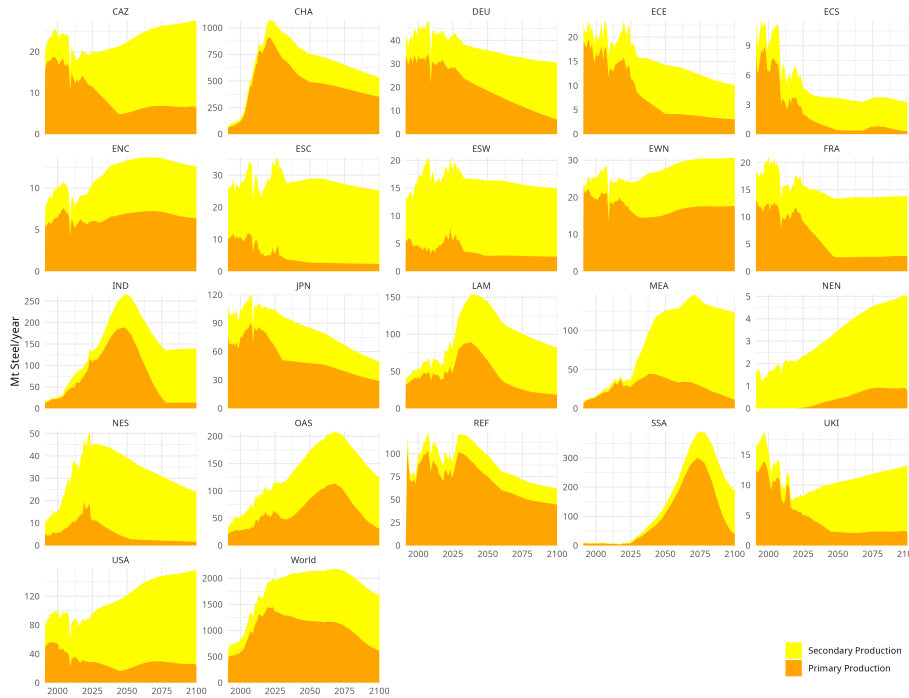 CAZ CHA DEU ECE ECS
20 10 0
1000 750 500 250 0
40 30 20 10 0
20 15 10 5 0
9 6 3 0
ENC ESC ESW EWN FRA
10 5 0
30 20 10 0
20 15 10 5 0
30 20 10 0
20 15 10 5 0
Mt Steel/year
IND JPN LAM MEA NEN
250 200 150 100 50 0
120 90 60 30 0
150 100 50 0
100 50 0
5 4 3 2 1 0
NES OAS REF SSA UKI
50 40 30 20 10 0
200 150 100 50 0
100 75 50 25 0
300 200 100 0
15 10 5 0
2000 2025 2050 2075 2100
2000 2025 2050 2075 2100
2000 2025 2050 2075 2100
USA World
120 80 40 0
2000 1500 1000 500 0
2000 2025 2050 2075 2100
2000 2025 2050 2075 2100
Secondary Production
Primary Production